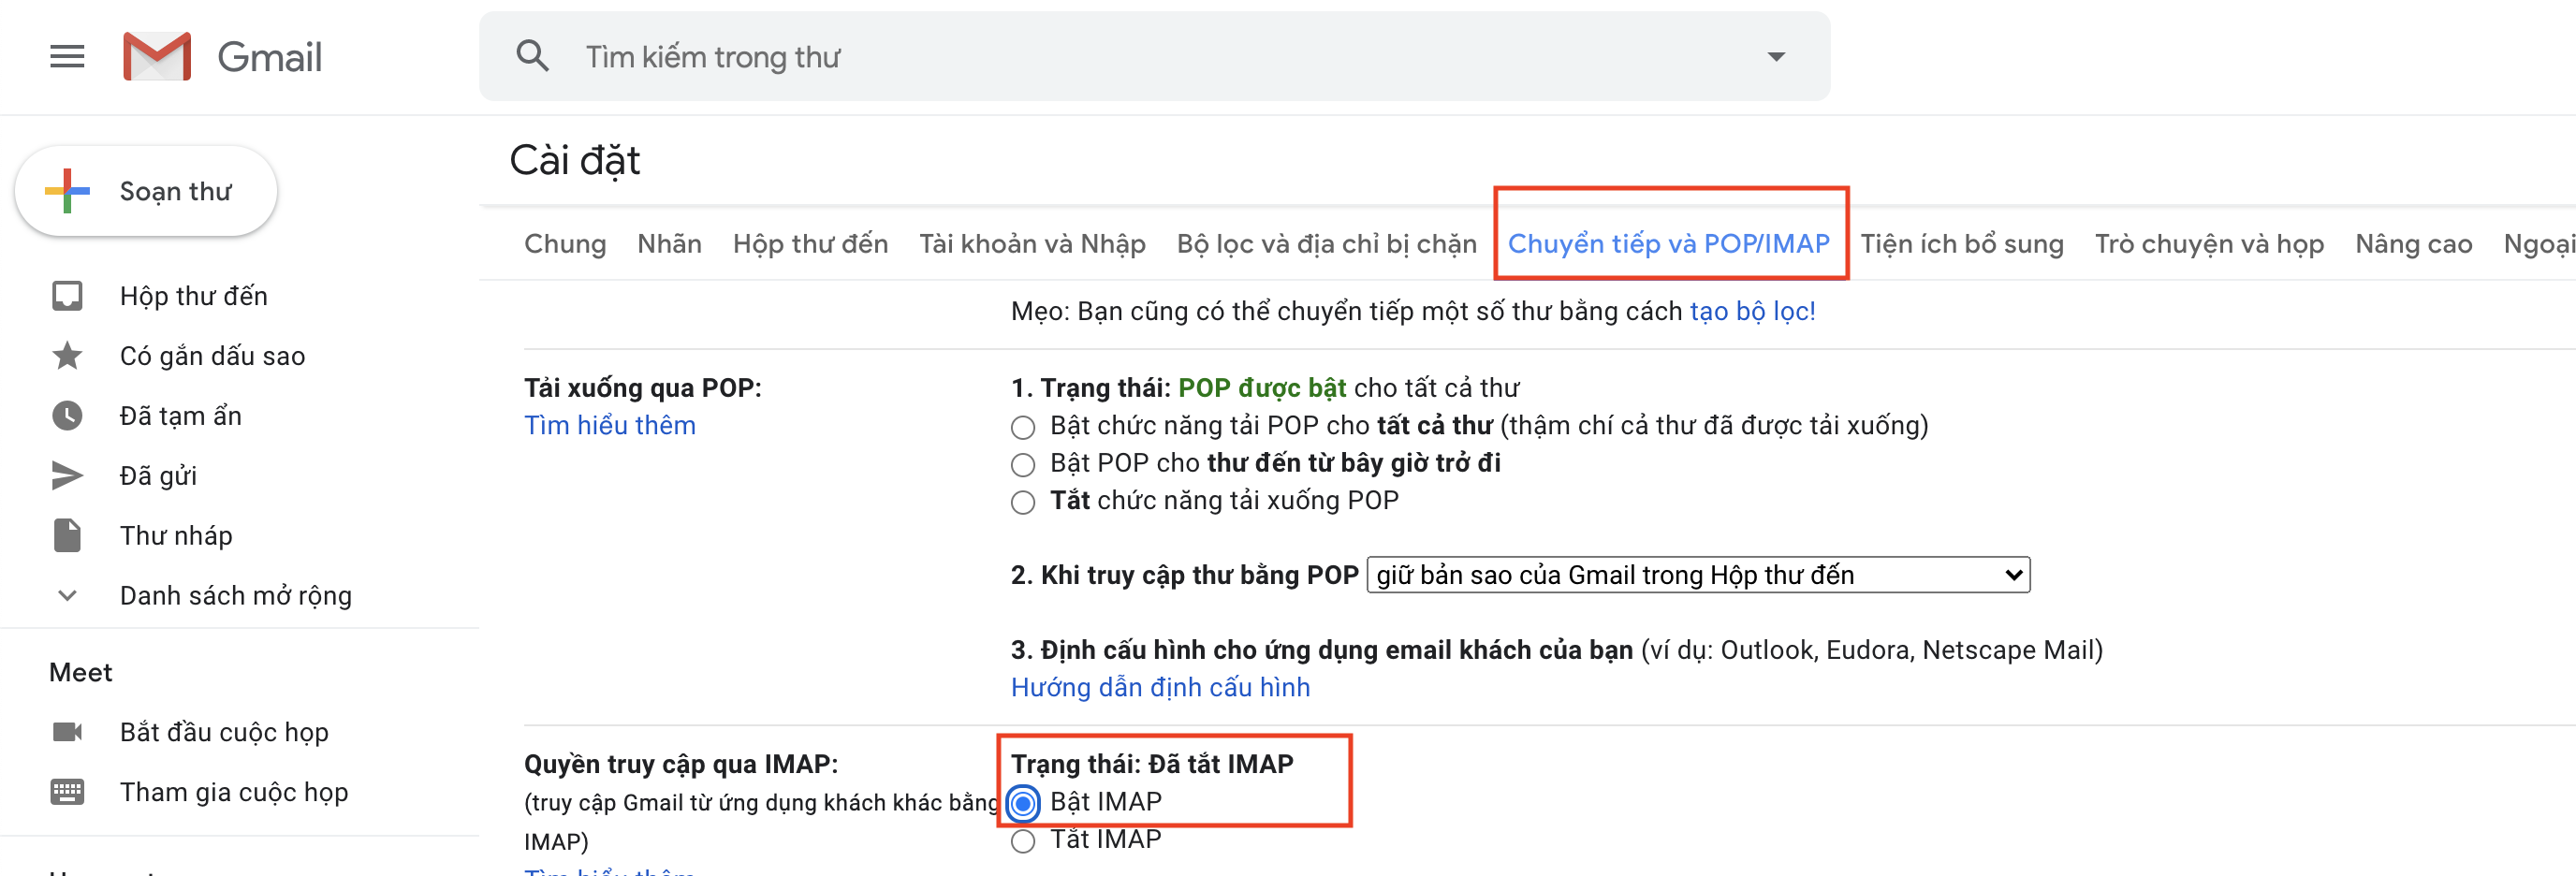 Gmail
Tìm kiếm trong thư
Soạn thư
Hộp thư đến
Có gắn dấu sao
Đã tạm ẩn
Đã gửi
Thư nháp
Danh sách mở rộng
Meet
Bắt đầu cuộc họp
Tham gia cuộc họp
Cài đặt
Chung Nhãn Hộp thư đến Tài khoản và Nhập Bộ lọc và địa chỉ bị chặn Chuyển tiếp và POP/IMAP Tiện ích bổ sung Trò chuyện và họp Nâng cao Ngoại
Mẹo: Bạn cũng có thể chuyển tiếp một số thư bằng cách tạo bộ lọc!
Tải xuống qua POP:
Tìm hiểu thêm
1. Trạng thái: POP được bật cho tất cả thư
Bật chức năng tải POP cho tất cả thư (thậm chí cả thư đã được tải xuống)
Bật POP cho thư đến từ bây giờ trở đi
Tắt chức năng tải xuống POP
2. Khi truy cập thư bằng POP giữ bản sao của Gmail trong Hộp thư đến
3. Định cấu hình cho ứng dụng email khách của bạn (ví dụ: Outlook, Eudora, Netscape Mail)
Hướng dẫn định cấu hình
Quyền truy cập qua IMAP:
(truy cập Gmail từ ứng dụng khách khác bằng
IMAP)
Tìm hiểu thêm
Trạng thái: Đã tắt IMAP
Bật IMAP
Tắt IMAP